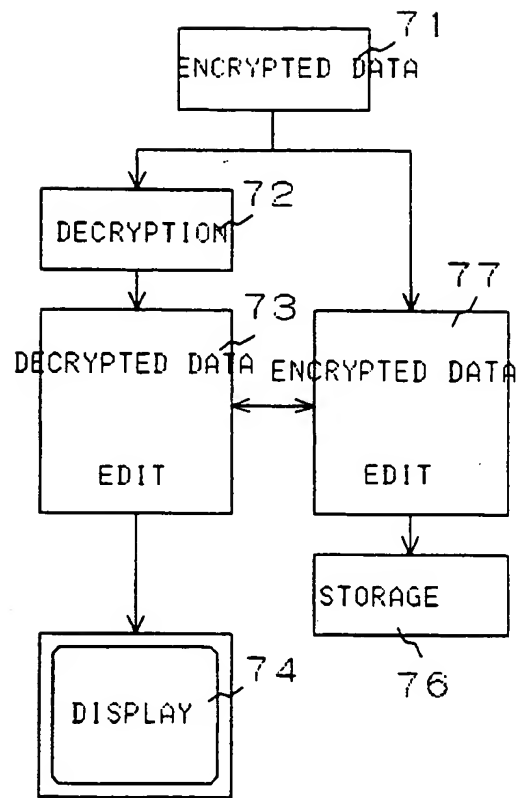 71
ENCRYPTED DATA
72
DECRYPTION
73
DECRYPTED DATA
EDIT
77
ENCRYPTED DATA
EDIT
STORAGE
76
74
DISPLAY